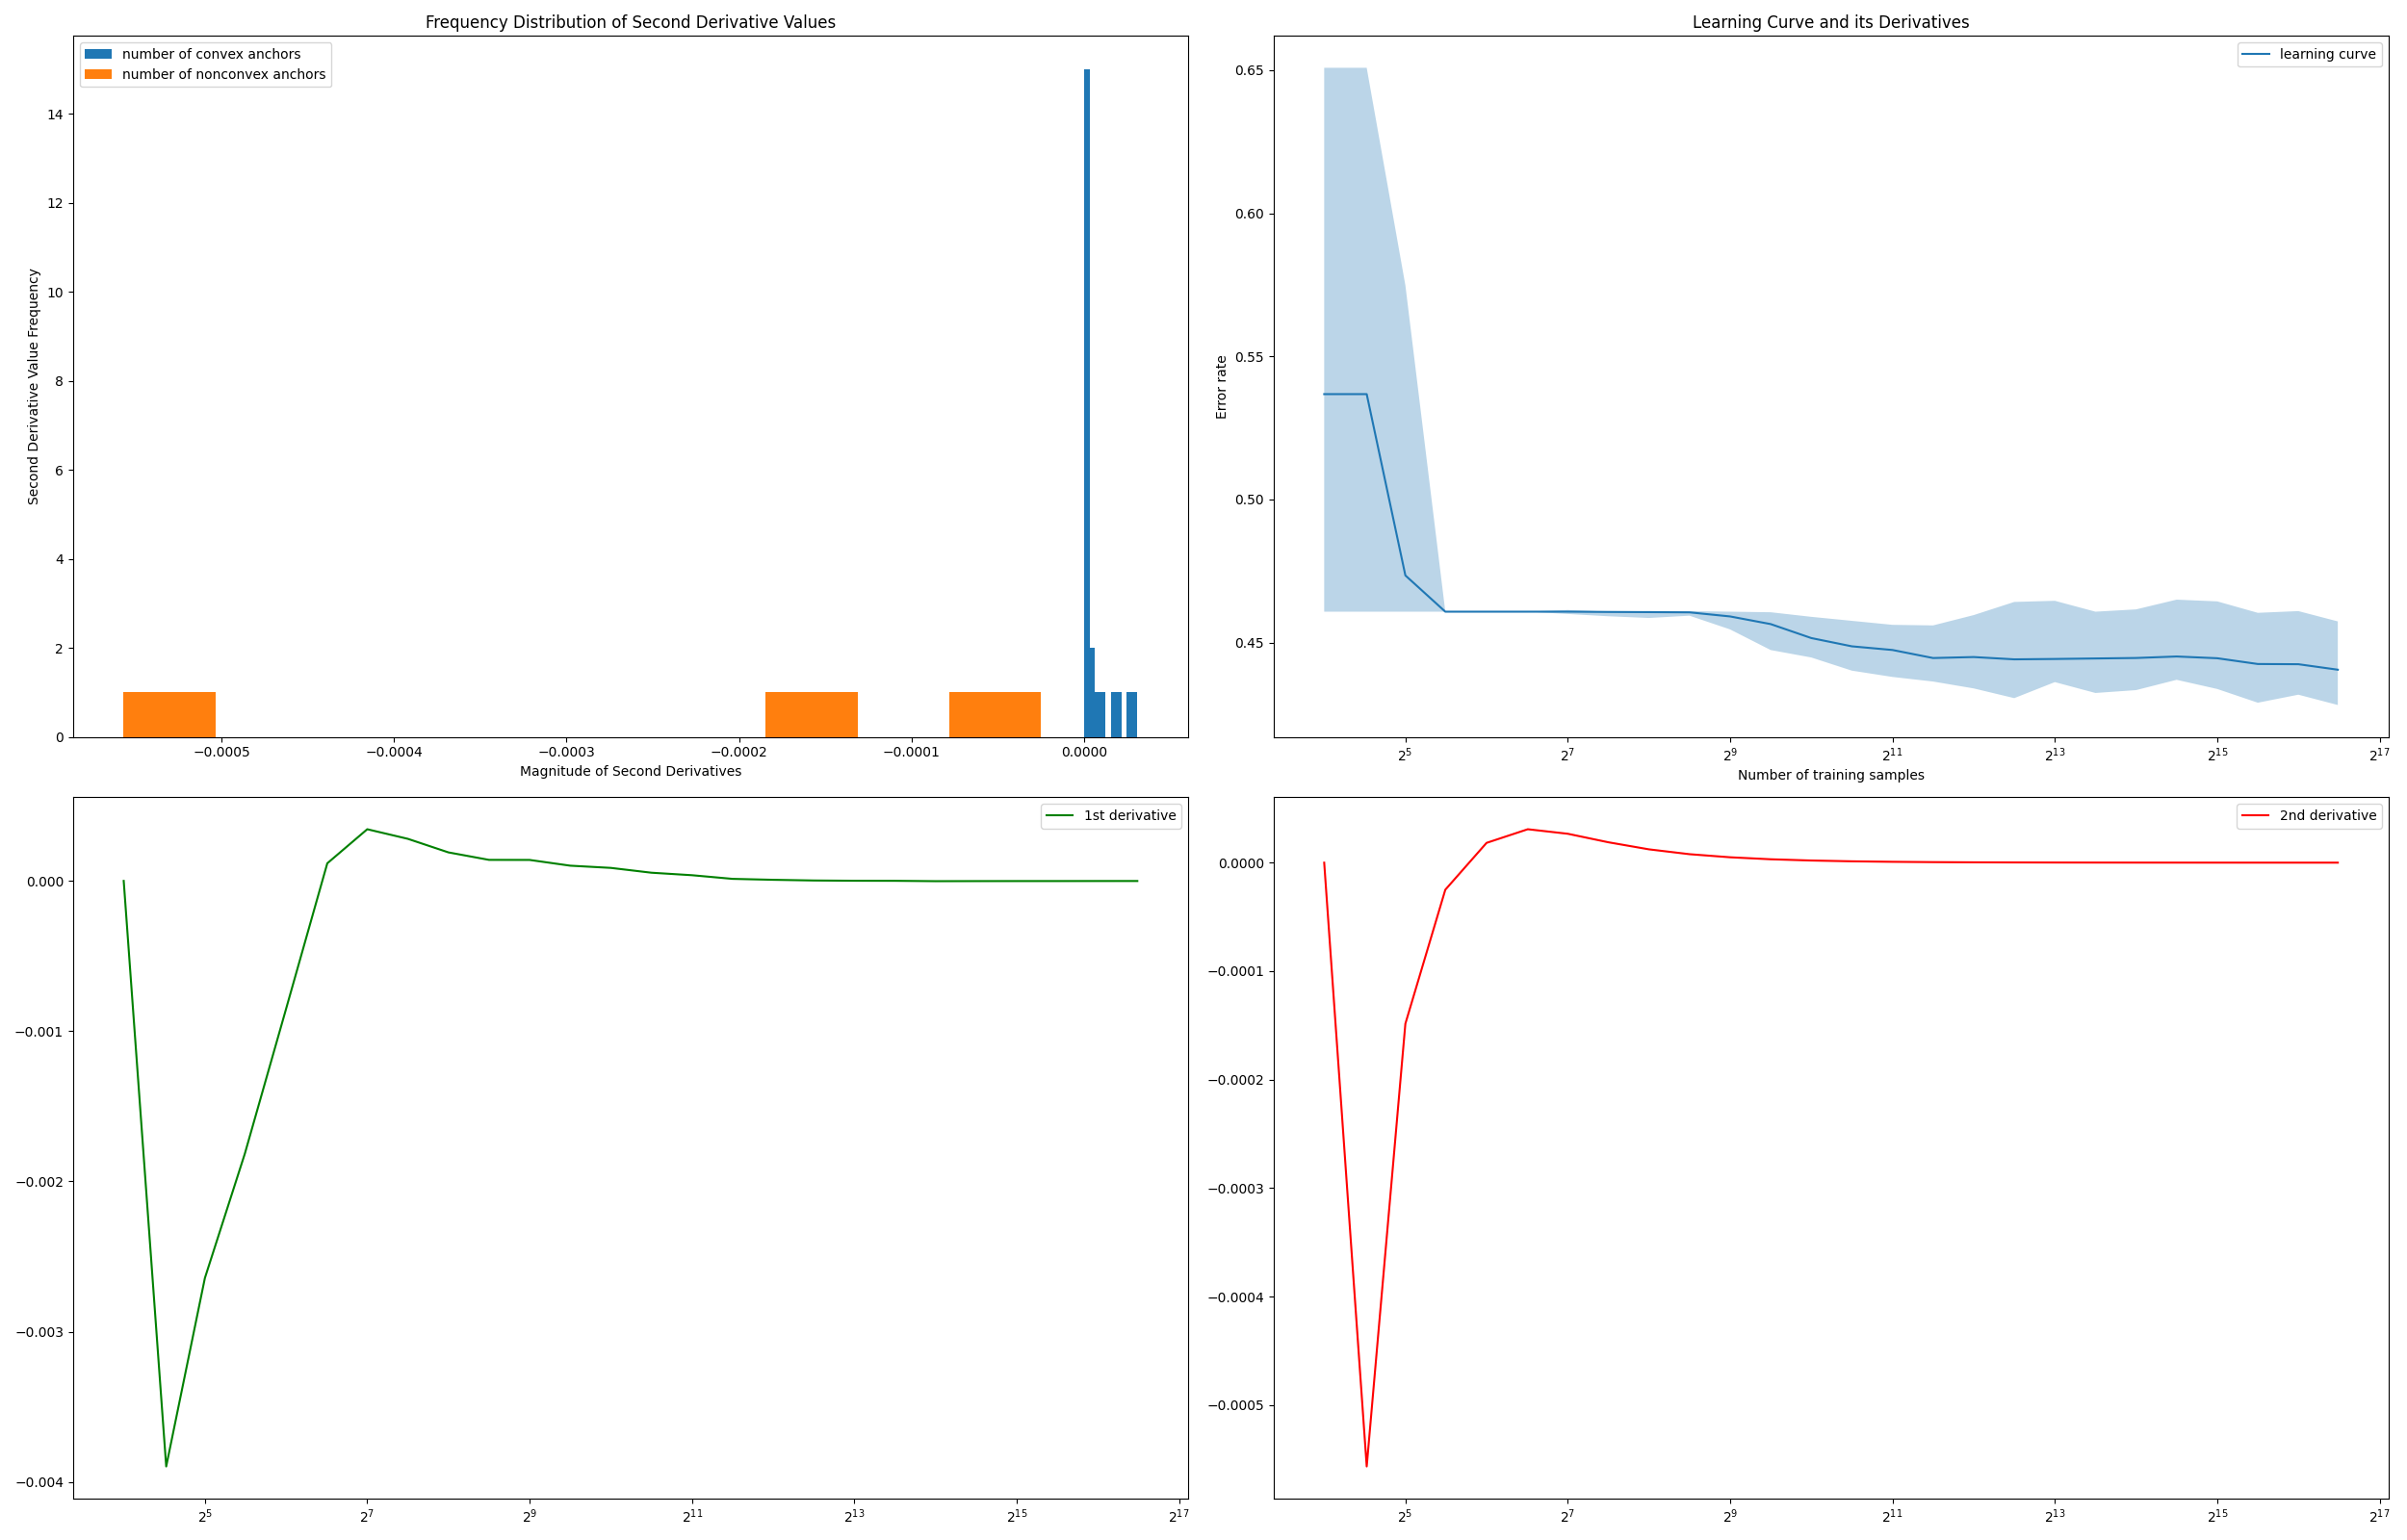 Frequency Distribution of Second Derivative Values
number of convex anchors
number of nonconvex anchors
Second Derivative Value Frequency
14
12
10
8
6
4
2
0
−0.0005 −0.0004 −0.0003 −0.0002 −0.0001 0.0000
Magnitude of Second Derivatives
Learning Curve and its Derivatives
learning curve
Error rate
0.65
0.60
0.55
0.50
0.45
2^5 2^7 2^9 2^11 2^13 2^15 2^17
Number of training samples
1st derivative
0.000
−0.001
−0.002
−0.003
−0.004
2^5 2^7 2^9 2^11 2^13 2^15 2^17
2nd derivative
0.0000
−0.0001
−0.0002
−0.0003
−0.0004
−0.0005
2^5 2^7 2^9 2^11 2^13 2^15 2^17